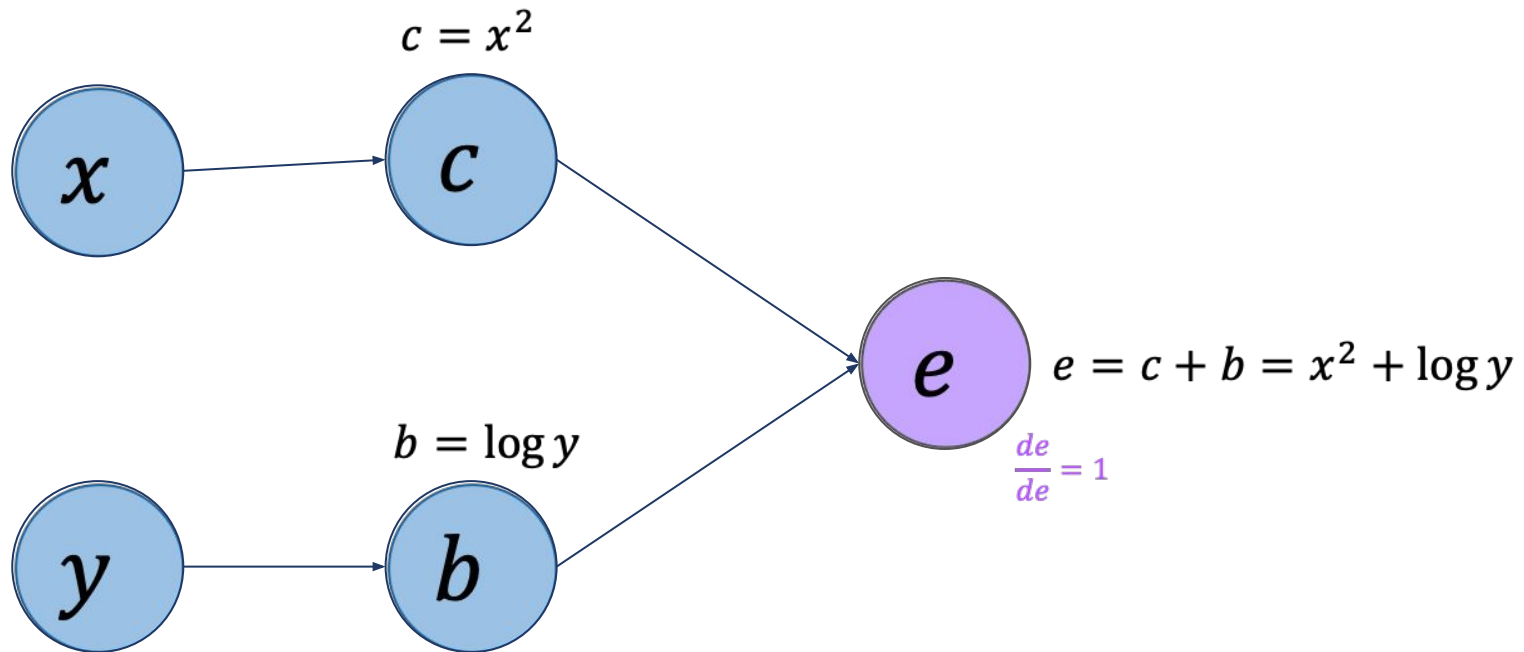 c = x²
x
c
e
e = c + b = x² + log y
de/de = 1
b = log y
y
b